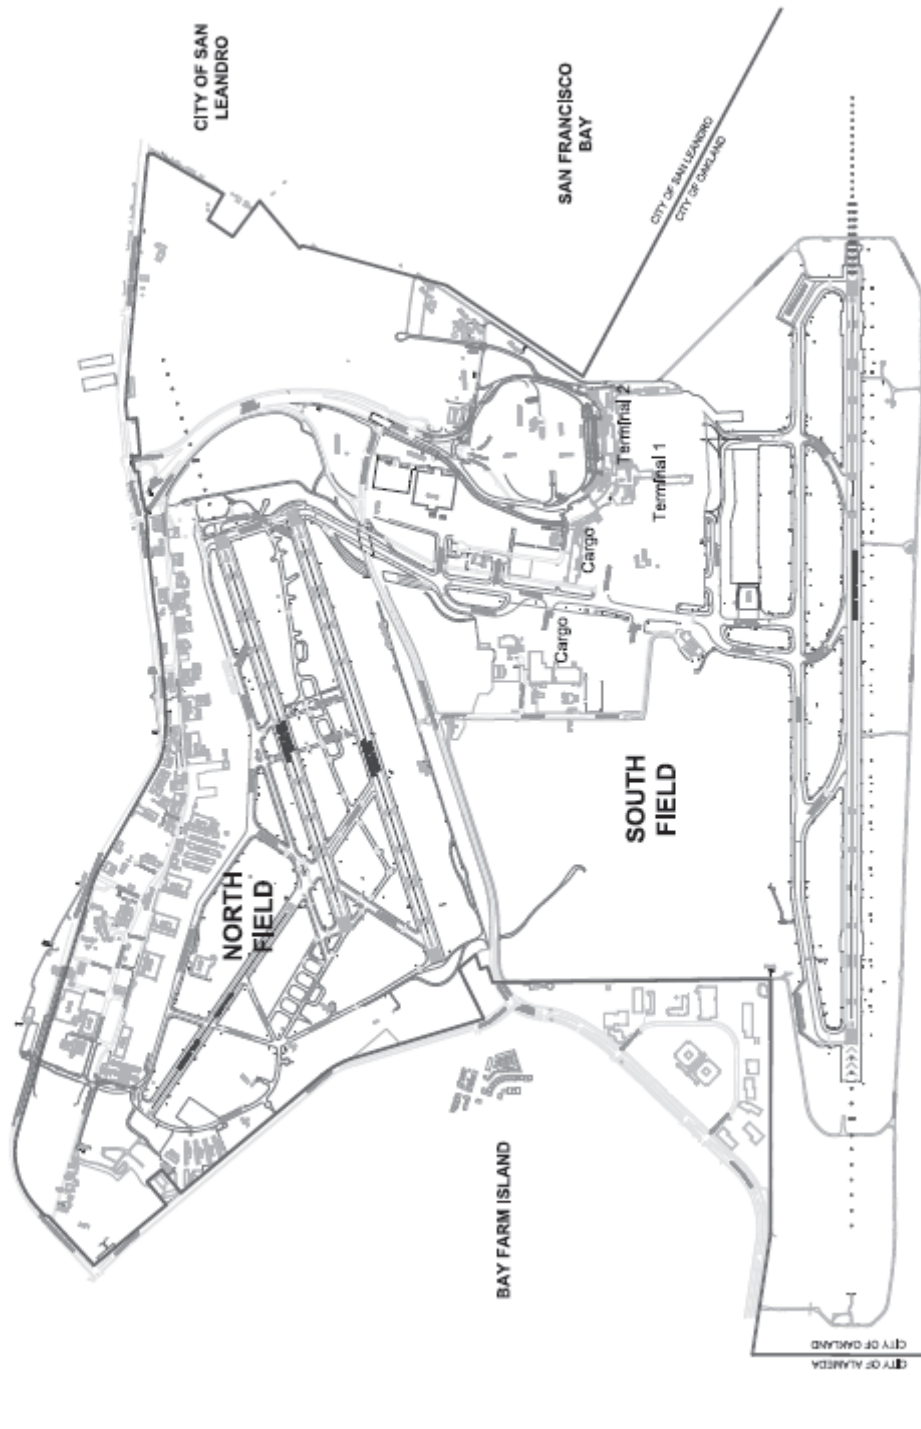 CITY OF SAN
LEANDRO
SAN FRANCISCO
BAY
CITY OF SAN LEANDRO
CITY OF OAKLAND
Terminal 2
Terminal 1
Cargo
Cargo
SOUTH
FIELD
NORTH
FIELD
BAY FARM ISLAND
CITY OF OAKLAND
CITY OF ALAMEDA